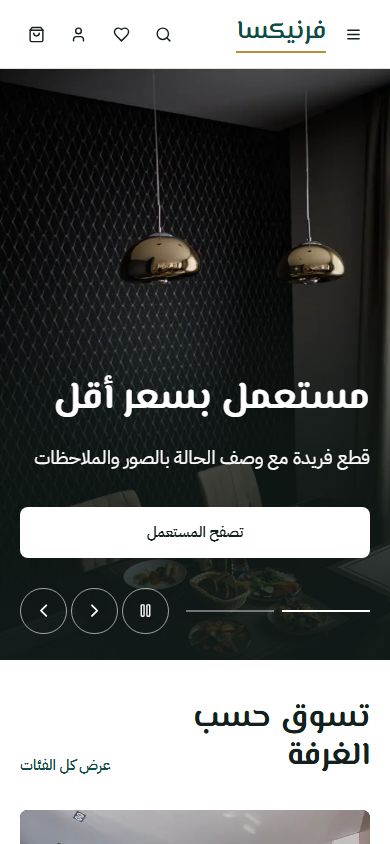 فرنيكسا
مستعمل بسعر أقل
قطع فريدة مع وصف الحالة بالصور والملاحظات
تصفح المستعمل
تسوق حسب
الغرفة
عرض كل الفئات